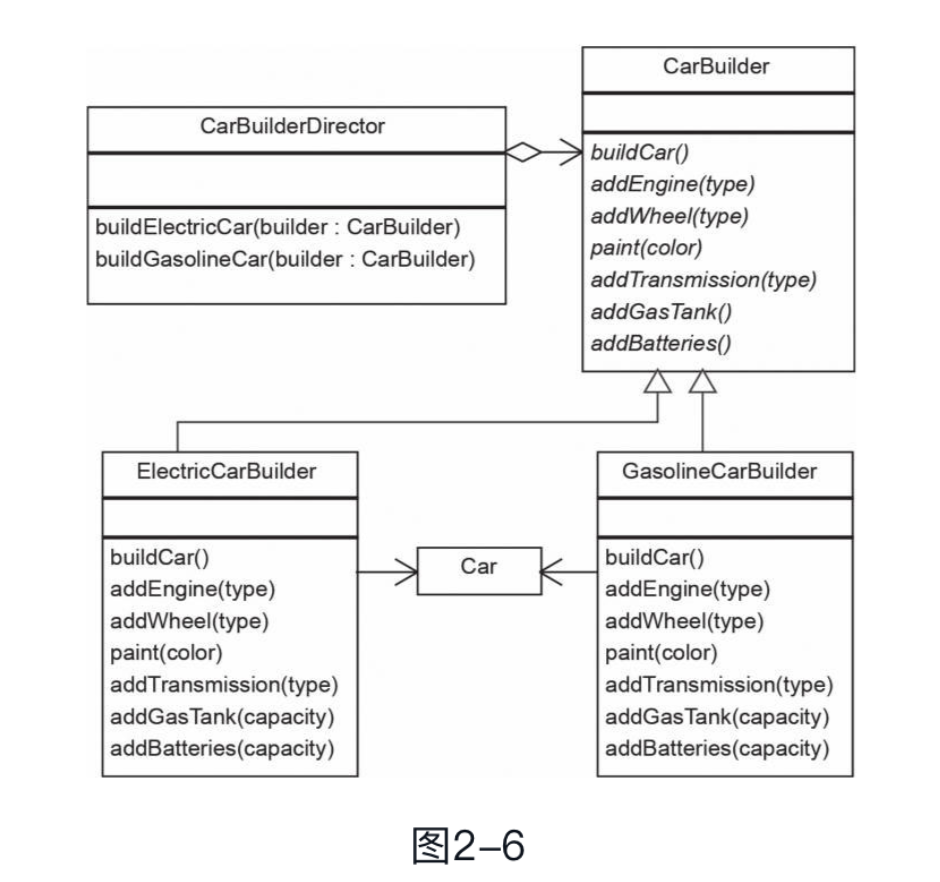 CarBuilder
buildCar()
addEngine(type)
addWheel(type)
paint(color)
addTransmission(type)
addGasTank()
addBatteries()
CarBuilderDirector
buildElectricCar(builder : CarBuilder)
buildGasolineCar(builder : CarBuilder)
ElectricCarBuilder
buildCar()
addEngine(type)
addWheel(type)
paint(color)
addTransmission(type)
addGasTank(capacity)
addBatteries(capacity)
Car
GasolineCarBuilder
buildCar()
addEngine(type)
addWheel(type)
paint(color)
addTransmission(type)
addGasTank(capacity)
addBatteries(capacity)
图2–6